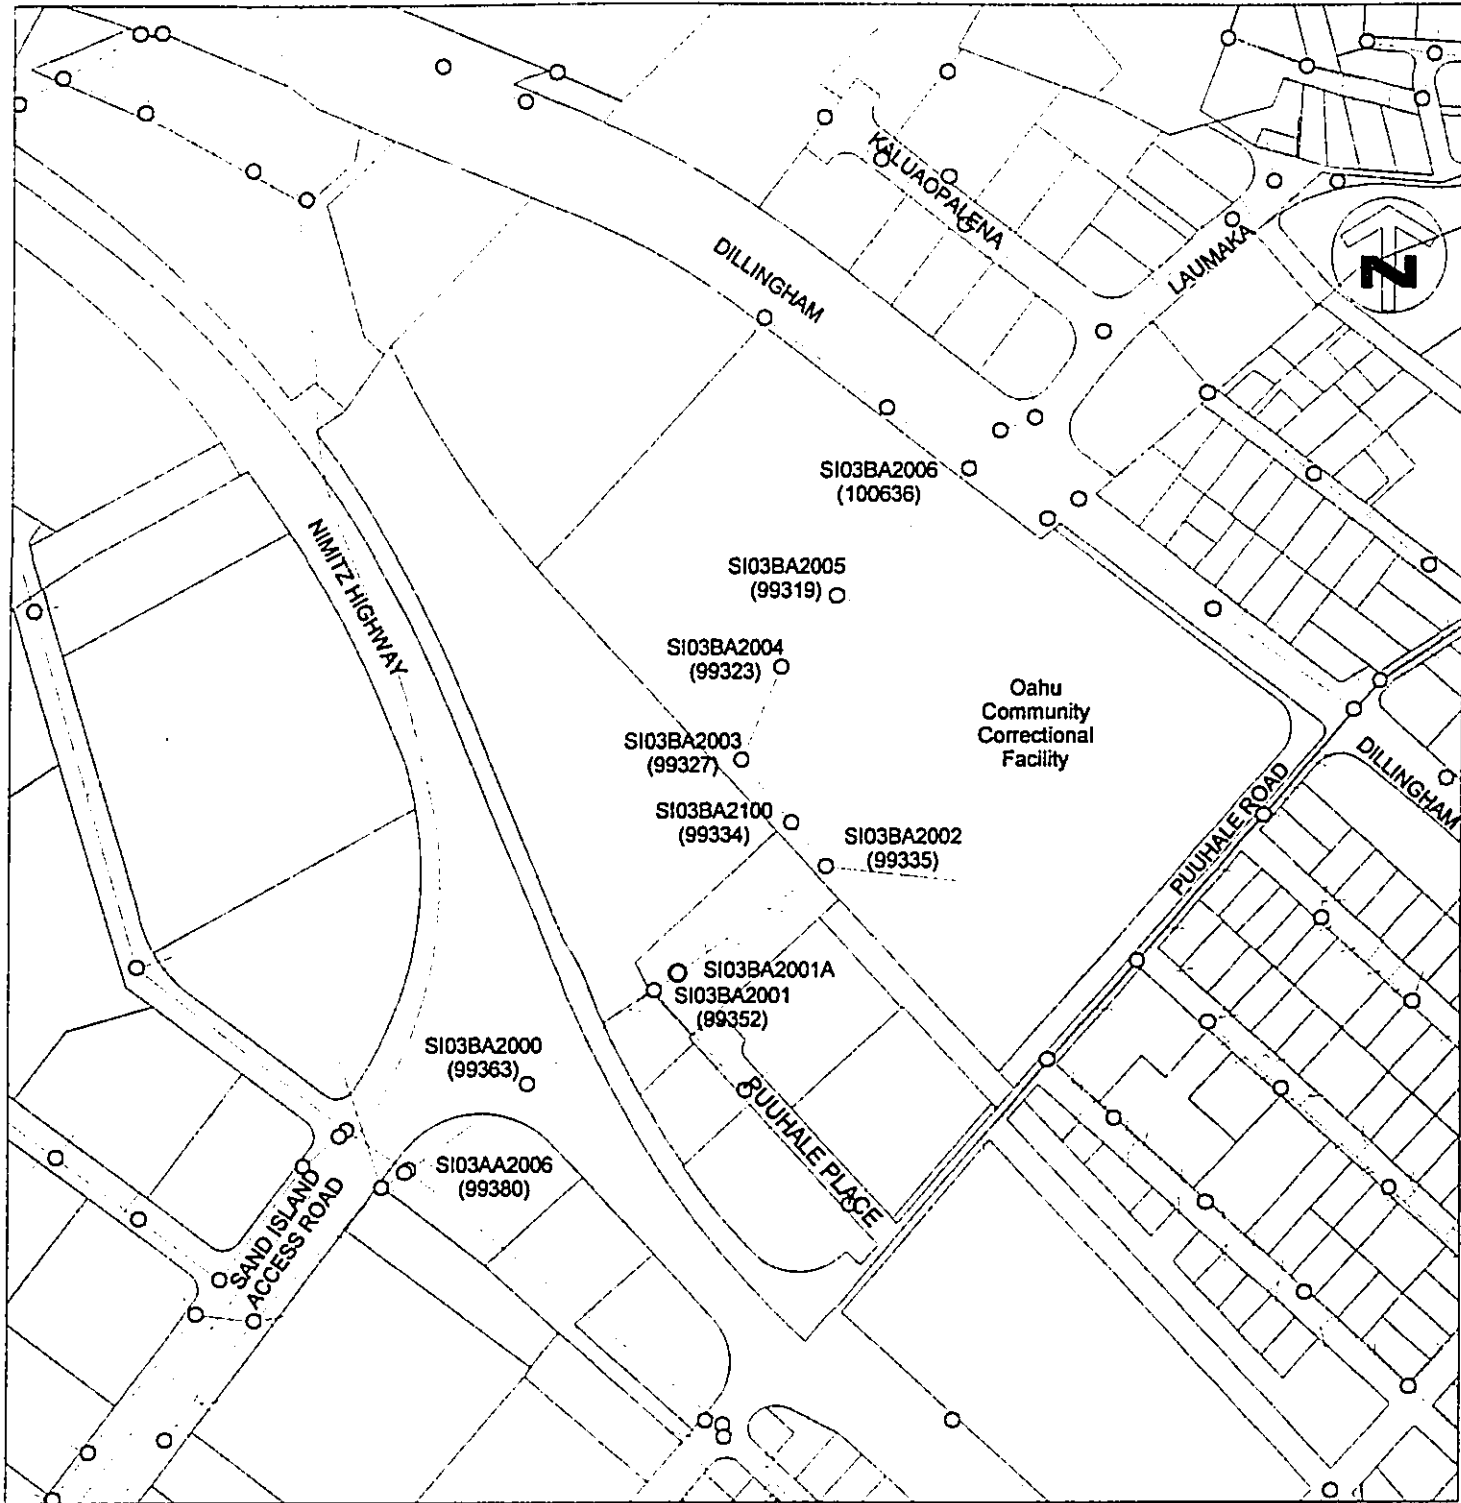 KALUAOPALENA
LAUMAKA
DILLINGHAM
N
SI03BA2006
(100636)
NIMITZ HIGHWAY
SI03BA2005
(99319)
SI03BA2004
(99323)
Oahu
Community
Correctional
Facility
SI03BA2003
(99327)
DILLINGHAM
PUUHALE ROAD
SI03BA2100
(99334)
SI03BA2002
(99335)
SI03BA2001A
SI03BA2001
(99352)
SI03BA2000
(99363)
PUUHALE PLACE
SI03AA2006
(99380)
SAND ISLAND
ACCESS ROAD